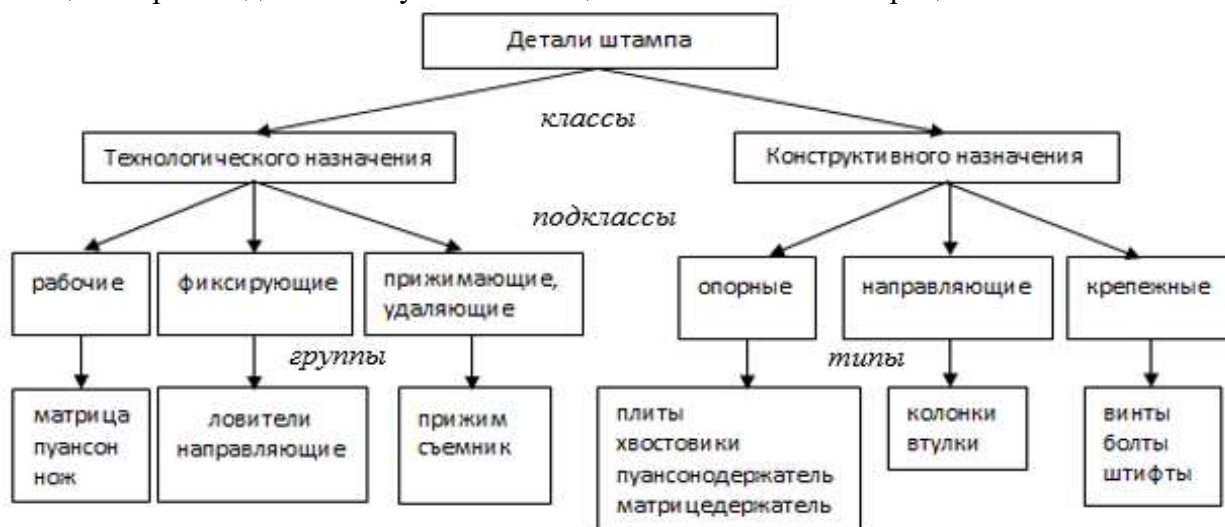 Детали штампа
классы
Технологического назначения
Конструктивного назначения
подклассы
рабочие
фиксирующие
прижимающие,
удаляющие
опорные
направляющие
крепежные
группы
типы
матрица
пуансон
нож
ловители
направляющие
прижим
съемник
плиты
хвостовики
пуансонодержатель
матрицедержатель
колонки
втулки
винты
болты
штифты